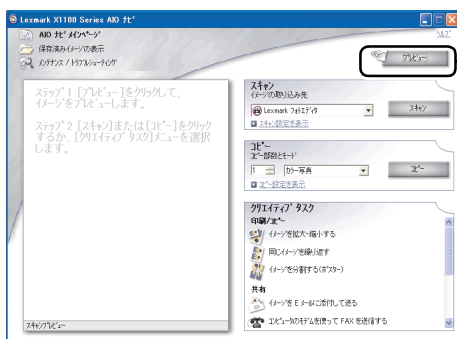 Lexmark X1100 Series AIO ﾅﾋﾞ
AIO ﾅﾋﾞ ﾒｲﾝﾍﾟｰｼﾞ
ヘルプ
保存済みイメージの表示
メンテナンス / トラブルシューティング
プレビュー
ステップ 1 [プレビュー]をクリックして、
イメージをプレビューします。
ステップ 2 [スキャン]または[コピー]をクリック
するか、[クリエイティブ タスク]メニューを選択
します。
スキャン
イメージの取り込み先
Lexmark フォトエディタ
スキャン
スキャン設定を表示
コピー
コピー部数とモード
1
カラー写真
コピー
コピー設定を表示
クリエイティブ タスク
印刷/コピー
イメージを拡大・縮小する
同じイメージを繰り返す
イメージを分割する(ポスター)
共有
イメージを E メールに添付して送る
コンピュータのモデムを使って FAX を送信する
スキャンプレビュー